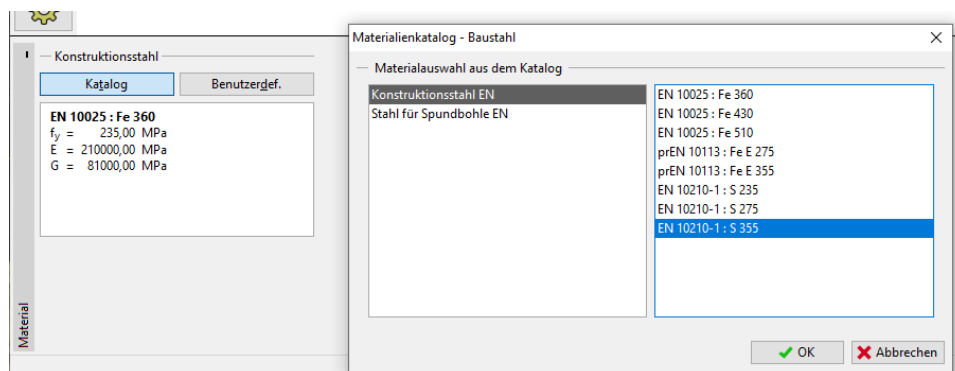 Konstruktionsstahl
Katalog
Benutzerdef.
EN 10025 : Fe 360
fy = 235,00 MPa
E = 210000,00 MPa
G = 81000,00 MPa
Material
Materialienkatalog - Baustahl
Materialauswahl aus dem Katalog
Konstruktionsstahl EN
Stahl für Spundbohle EN
EN 10025 : Fe 360
EN 10025 : Fe 430
EN 10025 : Fe 510
prEN 10113 : Fe E 275
prEN 10113 : Fe E 355
EN 10210-1 : S 235
EN 10210-1 : S 275
EN 10210-1 : S 355
OK
Abbrechen